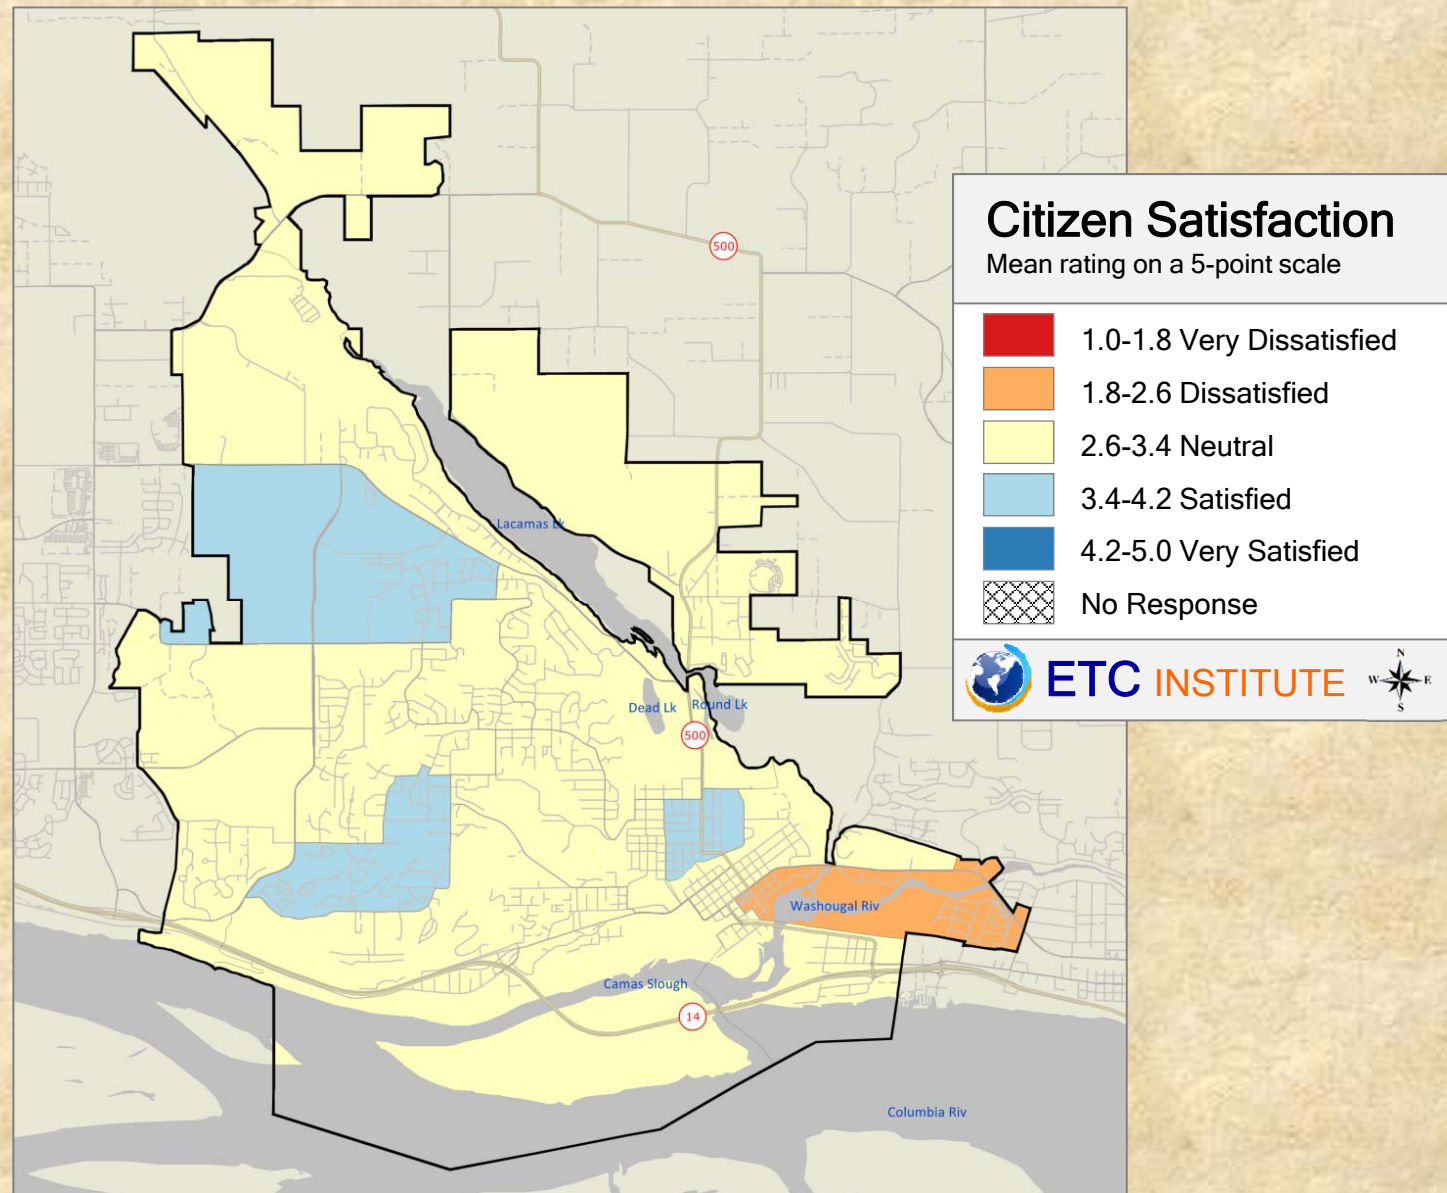 Citizen Satisfaction
Mean rating on a 5-point scale
1.0-1.8 Very Dissatisfied
1.8-2.6 Dissatisfied
2.6-3.4 Neutral
3.4-4.2 Satisfied
4.2-5.0 Very Satisfied
No Response
ETC INSTITUTE
N
W E
S
500
Lacamas Lk
Dead Lk
Round Lk
500
Washougal Riv
Camas Slough
14
Columbia Riv